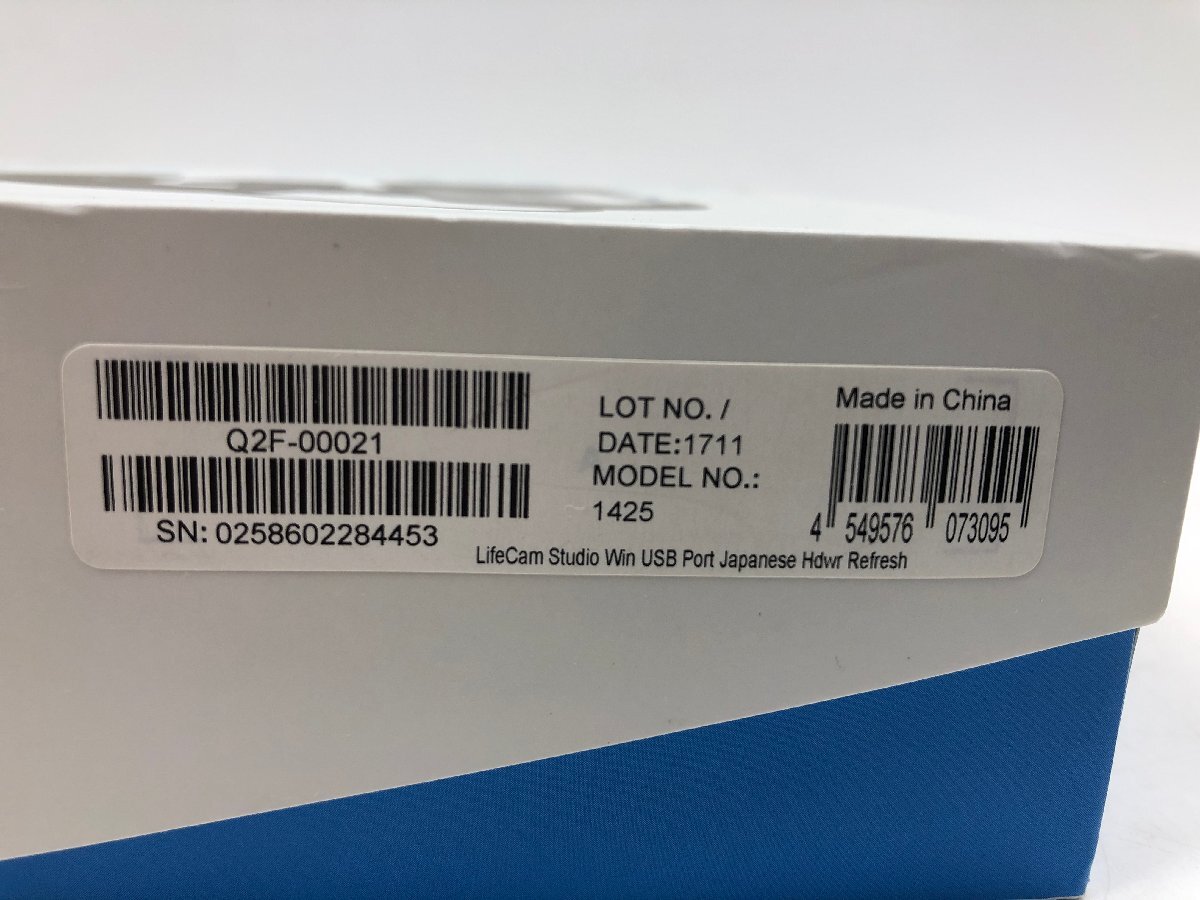 Q2F-00021
SN: 0258602284453
LOT NO. /
DATE:1711
MODEL NO.:
1425
Made in China
4 549576 073095
LifeCam Studio Win USB Port Japanese Hdwr Refresh